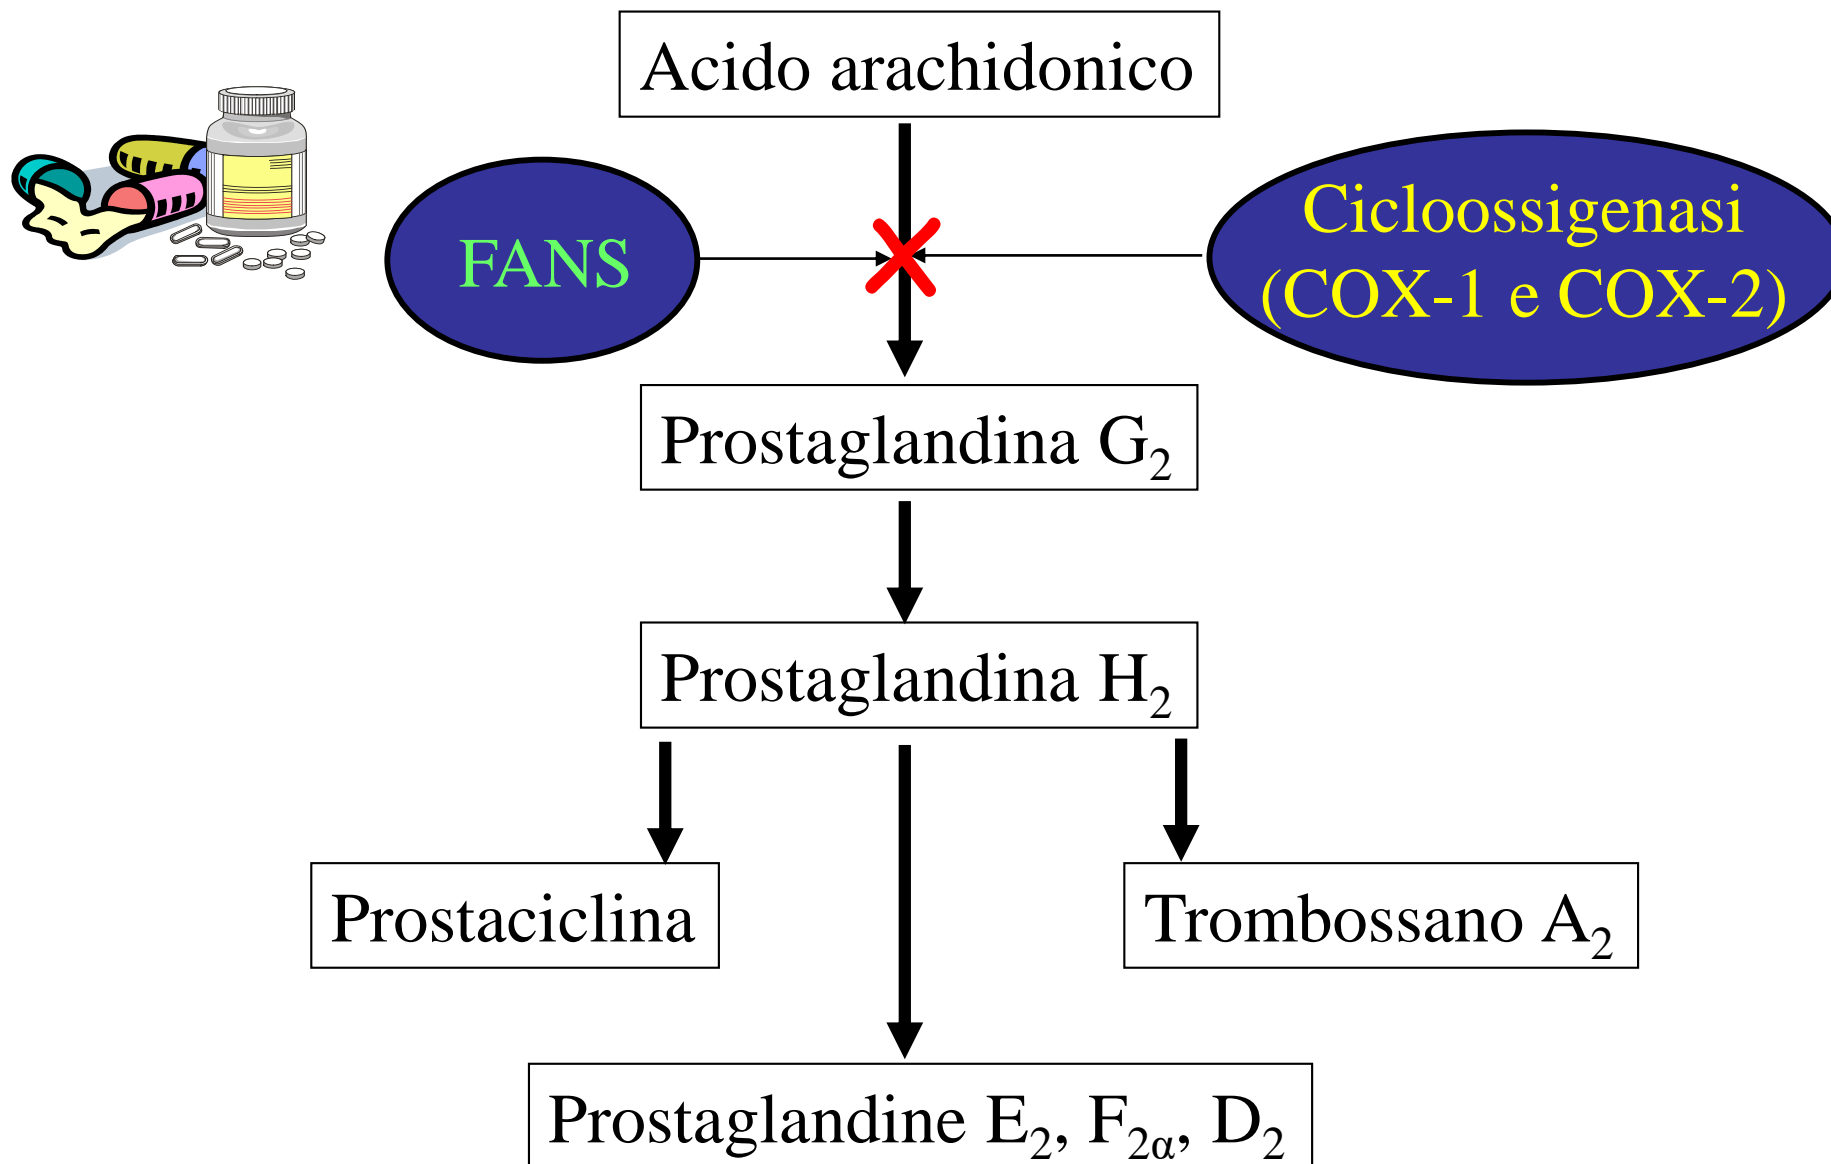 Acido arachidonico
FANS
Cicloossigenasi
(COX-1 e COX-2)
Prostaglandina G₂
Prostaglandina H₂
Prostaciclina
Trombossano A₂
Prostaglandine E₂, F₂α, D₂